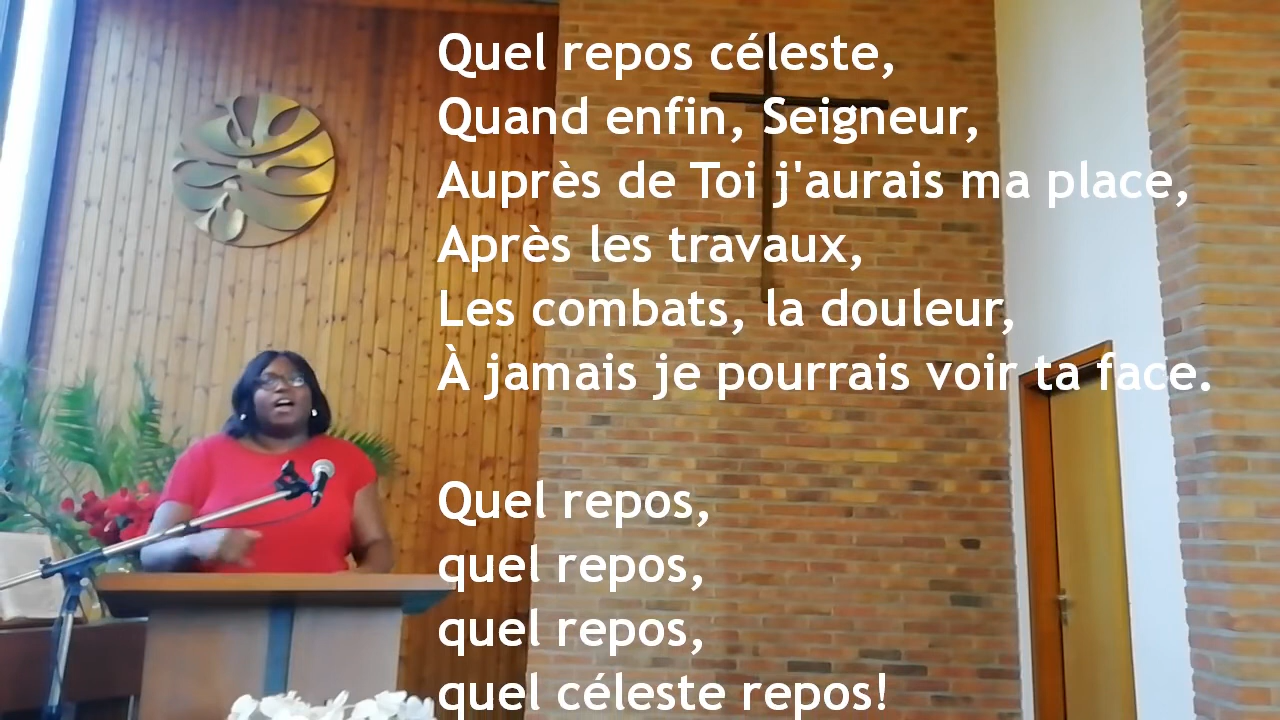 Quel repos céleste,
Quand enfin, Seigneur,
Auprès de Toi j'aurais ma place,
Après les travaux,
Les combats, la douleur,
À jamais je pourrais voir ta face.
Quel repos,
quel repos,
quel repos,
quel céleste repos!